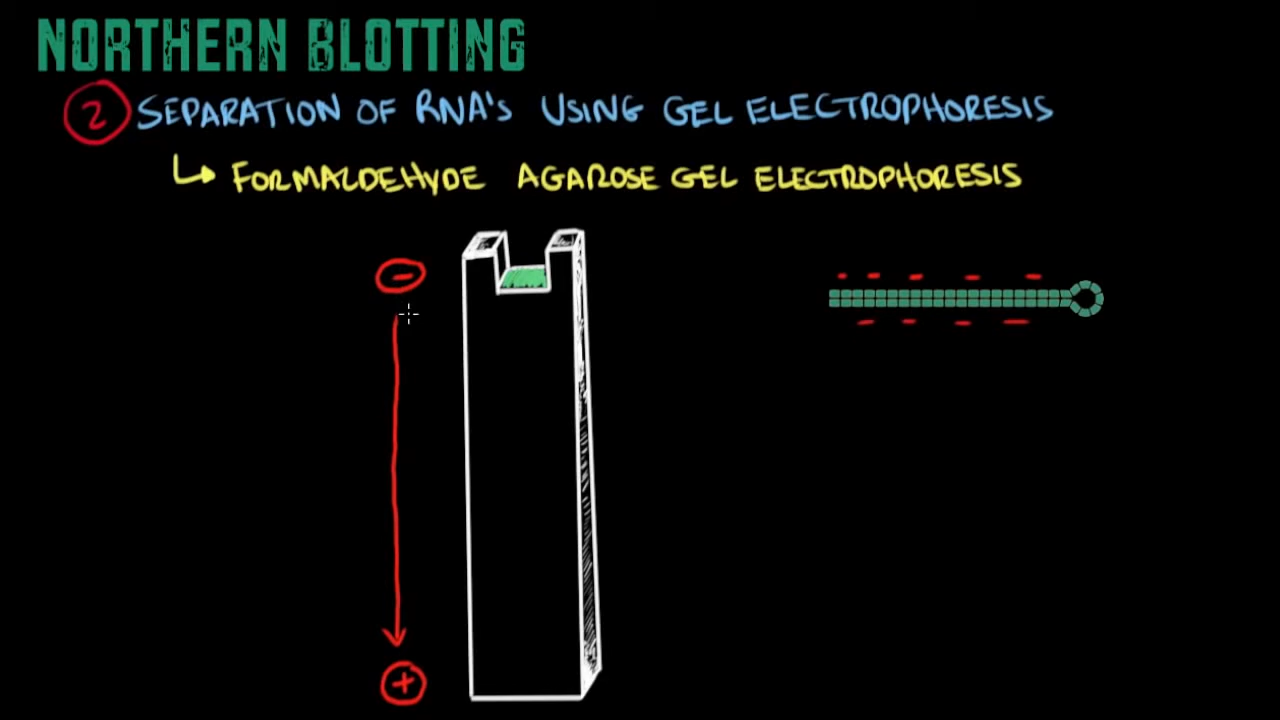 NORTHERN BLOTTING
2 SEPARATION OF RNA'S USING GEL ELECTROPHORESIS
↳ FORMALDEHYDE AGAROSE GEL ELECTROPHORESIS
-
+